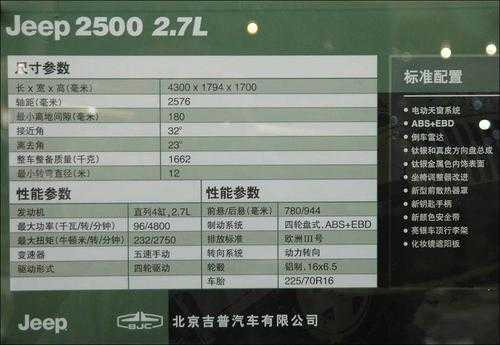 Jeep 2500 2.7L
尺寸参数
长 x 宽 x 高(毫米) 4300 x 1794 x 1700
轴距(毫米) 2576
最小离地间隙(毫米) 180
接近角 32°
离去角 23°
整车整备质量(千克) 1662
最小转弯直径(米) 12
性能参数
发动机 直列4缸, 2.7L
最大功率(千瓦/转/分钟) 96/4800
最大扭矩(牛顿米/转/分钟) 232/2750
变速器 五速手动
驱动形式 四轮驱动
性能参数
前悬/后悬(毫米) 780/944
制动系统 四轮盘式, ABS+EBD
排放标准 欧洲III号
转向系统 动力转向
轮毂 铝制, 16x6.5
车胎 225/70R16
标准配置
• 电动天窗系统
• ABS+EBD
• 倒车雷达
• 钛银和真皮方向盘总成
• 钛银金属色内饰表面
• 坐椅调整器改进
• 新型前散热器罩
• 新钥匙手柄
• 新颜色安全带
• 亮银车顶行李架
• 化妆镜遮阳板
Jeep
BJC
北京吉普汽车有限公司